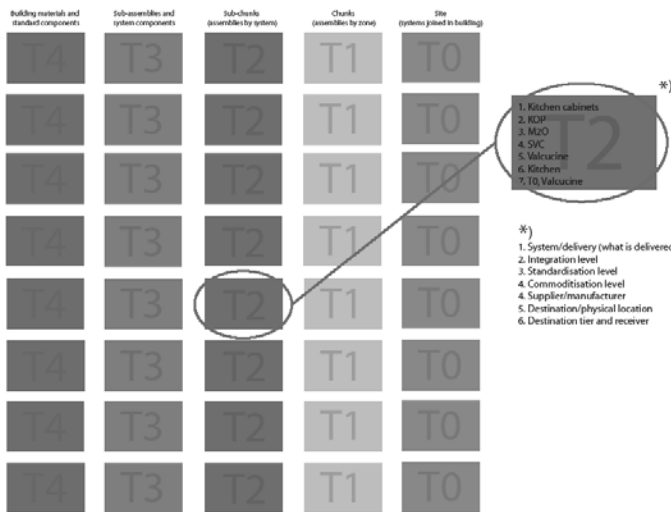 Building materials and
standard components
Sub-assemblies and
system components
Sub-chunks
(assemblies by system)
Chunks
(assemblies by zone)
Site
(systems joined in building)
T4 T3 T2 T1 T0
T4 T3 T2 T1 T0
T4 T3 T2 T1 T0
T4 T3 T2 T1 T0
T4 T3 T2 T1 T0
T4 T3 T2 T1 T0
T4 T3 T2 T1 T0
T4 T3 T2 T1 T0
*)
T2
1. Kitchen cabinets
2. KOP
3. M2O
4. SVC
5. Valcucine
6. Kitchen
7. T0, Valcucine
*)
1. System/delivery (what is delivered
2. Integration level
3. Standardisation level
4. Commoditisation level
4. Supplier/manufacturer
5. Destination/physical location
6. Destination tier and receiver